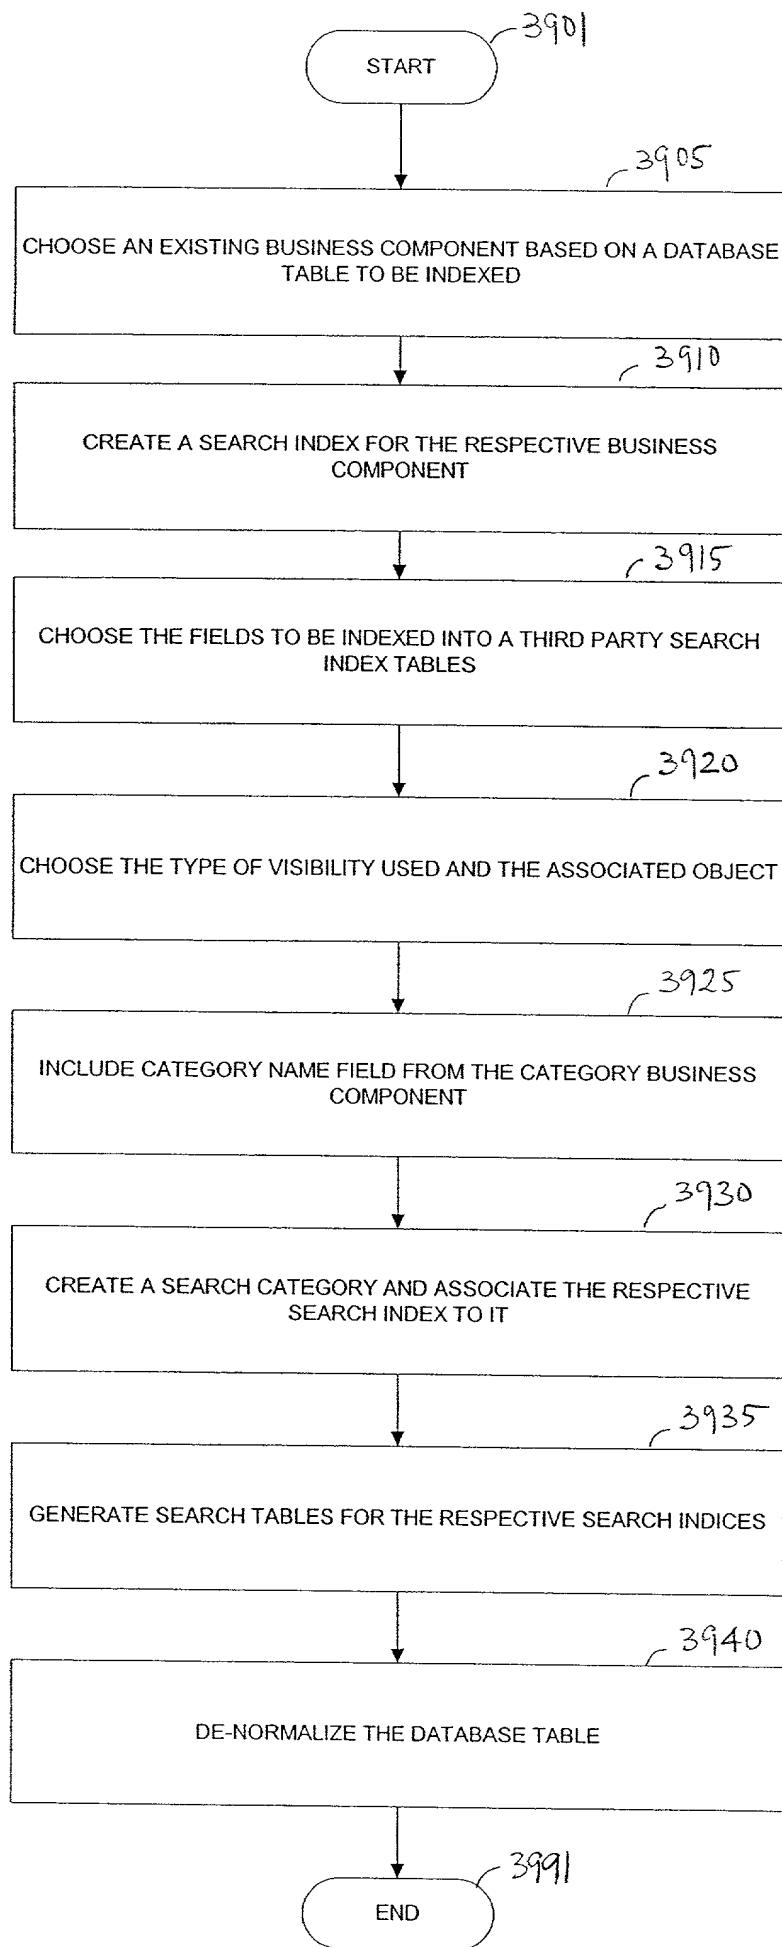 3901
START
3905
CHOOSE AN EXISTING BUSINESS COMPONENT BASED ON A DATABASE
TABLE TO BE INDEXED
3910
CREATE A SEARCH INDEX FOR THE RESPECTIVE BUSINESS
COMPONENT
3915
CHOOSE THE FIELDS TO BE INDEXED INTO A THIRD PARTY SEARCH
INDEX TABLES
3920
CHOOSE THE TYPE OF VISIBILITY USED AND THE ASSOCIATED OBJECT
3925
INCLUDE CATEGORY NAME FIELD FROM THE CATEGORY BUSINESS
COMPONENT
3930
CREATE A SEARCH CATEGORY AND ASSOCIATE THE RESPECTIVE
SEARCH INDEX TO IT
3935
GENERATE SEARCH TABLES FOR THE RESPECTIVE SEARCH INDICES
3940
DE-NORMALIZE THE DATABASE TABLE
3991
END